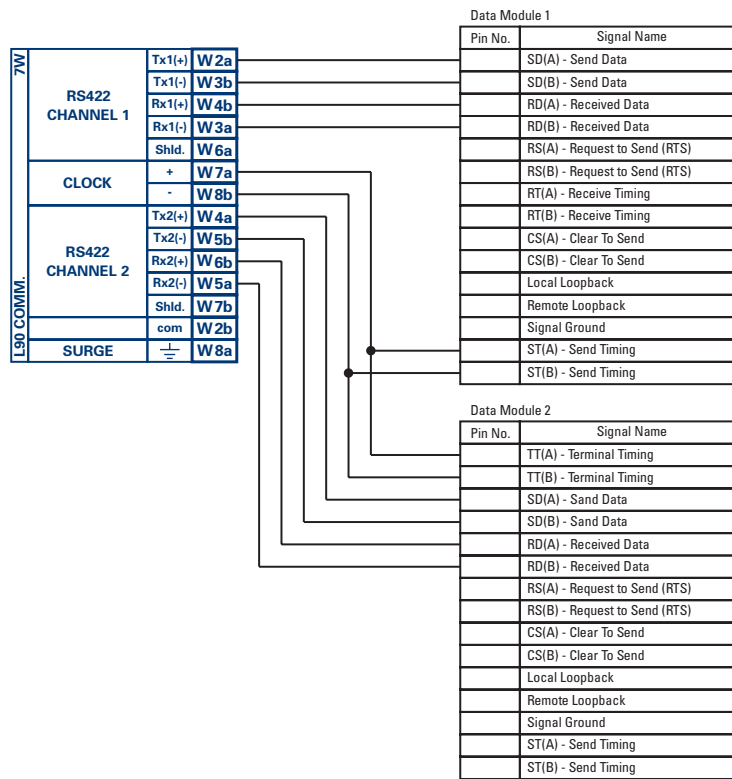 Data Module 1
Pin No. Signal Name
7W
L90 COMM.
RS422
CHANNEL 1
Tx1(+) W2a
Tx1(-) W3b
Rx1(+) W4b
Rx1(-) W3a
Shld. W6a
CLOCK
+ W7a
- W8b
RS422
CHANNEL 2
Tx2(+) W4a
Tx2(-) W5b
Rx2(+) W6b
Rx2(-) W5a
Shld. W7b
com W2b
SURGE W8a
SD(A) - Send Data
SD(B) - Send Data
RD(A) - Received Data
RD(B) - Received Data
RS(A) - Request to Send (RTS)
RS(B) - Request to Send (RTS)
RT(A) - Receive Timing
RT(B) - Receive Timing
CS(A) - Clear To Send
CS(B) - Clear To Send
Local Loopback
Remote Loopback
Signal Ground
ST(A) - Send Timing
ST(B) - Send Timing
Data Module 2
Pin No. Signal Name
TT(A) - Terminal Timing
TT(B) - Terminal Timing
SD(A) - Sand Data
SD(B) - Sand Data
RD(A) - Received Data
RD(B) - Received Data
RS(A) - Request to Send (RTS)
RS(B) - Request to Send (RTS)
CS(A) - Clear To Send
CS(B) - Clear To Send
Local Loopback
Remote Loopback
Signal Ground
ST(A) - Send Timing
ST(B) - Send Timing